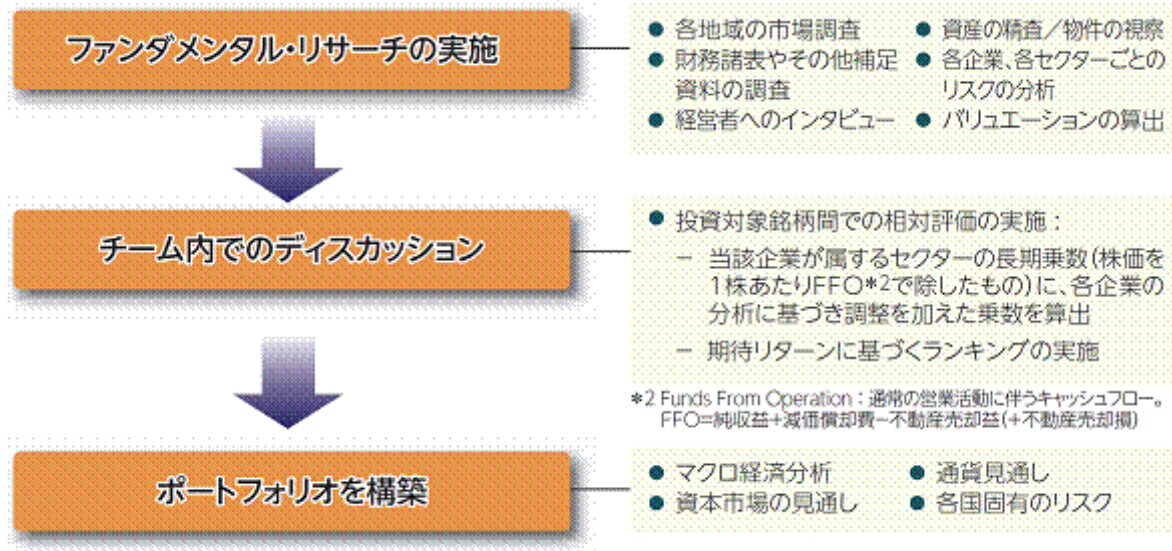 ファンダメンタル・リサーチの実施
● 各地域の市場調査
● 財務諸表やその他補足
資料の調査
● 経営者へのインタビュー
● 資産の精査／物件の視察
● 各企業、各セクターごとの
リスクの分析
● バリュエーションの算出
チーム内でのディスカッション
● 投資対象銘柄間での相対評価の実施：
－ 当該企業が属するセクターの長期乗数（株価を
1株あたりFFO*2で除したもの）に、各企業の
分析に基づき調整を加えた乗数を算出
－ 期待リターンに基づくランキングの実施
*2 Funds From Operation：通常の営業活動に伴うキャッシュフロー。
FFO=純収益+減価償却費−不動産売却益(+不動産売却損)
ポートフォリオを構築
● マクロ経済分析
● 資本市場の見通し
● 通貨見通し
● 各国固有のリスク